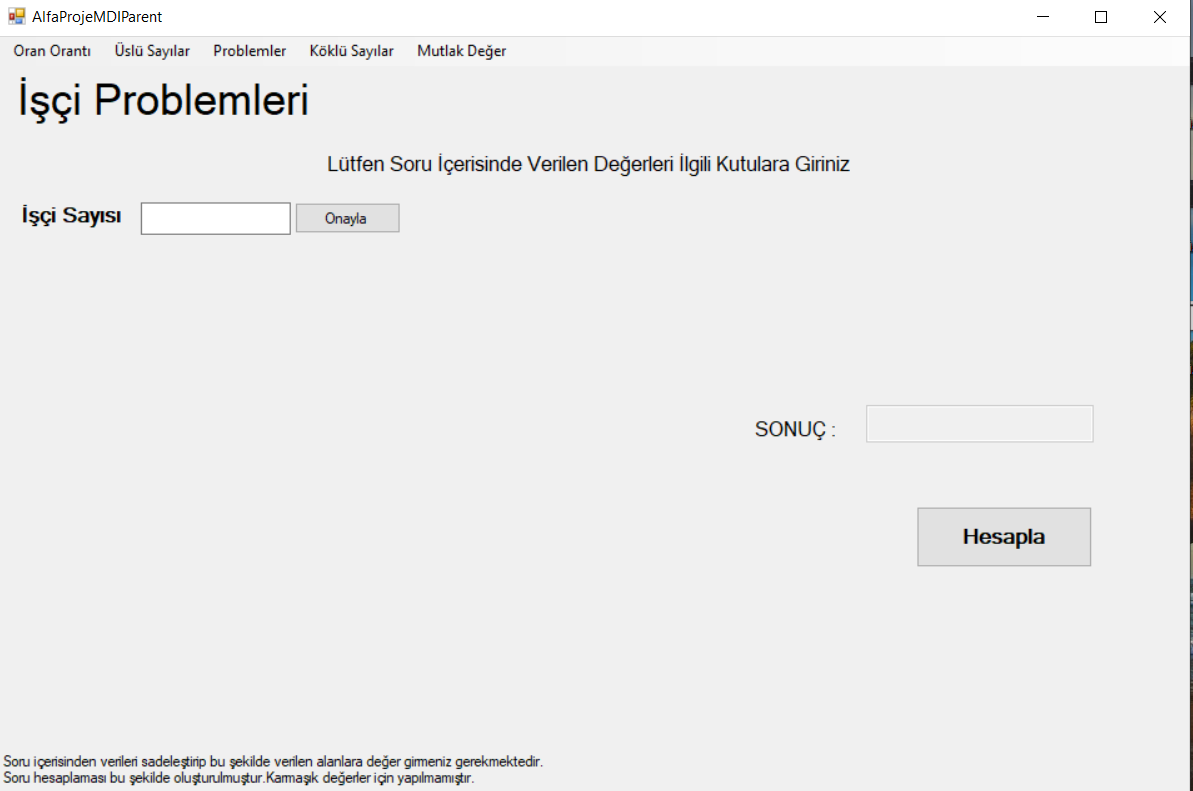 AlfaProjeMDIParent
Oran Orantı Üslü Sayılar Problemler Köklü Sayılar Mutlak Değer
İşçi Problemleri
Lütfen Soru İçerisinde Verilen Değerleri İlgili Kutulara Giriniz
İşçi Sayısı Onayla
SONUÇ :
Hesapla
Soru içerisinden verileri sadeleştirip bu şekilde verilen alanlara değer girmeniz gerekmektedir.
Soru hesaplaması bu şekilde oluşturulmuştur.Karmaşık değerler için yapılmamıştır.